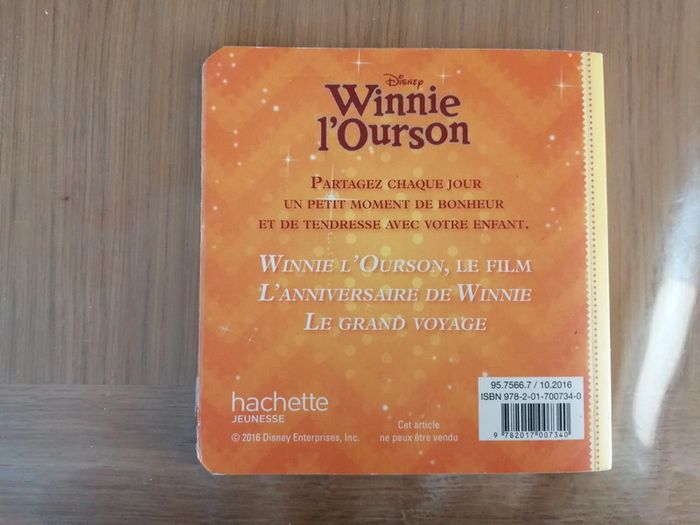 Disney
Winnie
l'Ourson
Partagez chaque jour
un petit moment de bonheur
et de tendresse avec votre enfant.
Winnie l'Ourson, le film
L'anniversaire de Winnie
Le grand voyage
95.7566.7 / 10.2016
ISBN 978-2-01-700734-0
9 782017 007340
hachette
JEUNESSE
© 2016 Disney Enterprises, Inc.
Cet article
ne peux être vendu